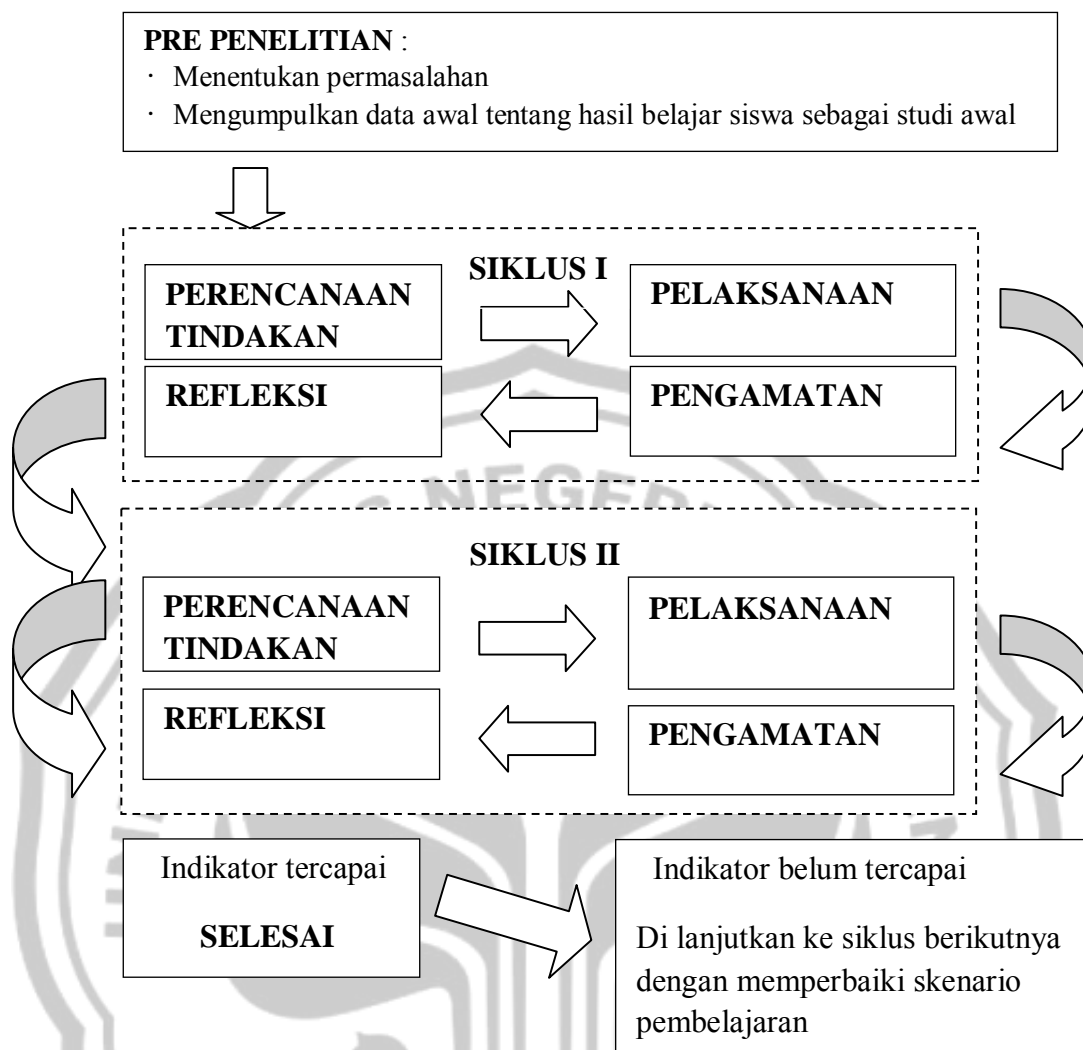 PRE PENELITIAN :
· Menentukan permasalahan
· Mengumpulkan data awal tentang hasil belajar siswa sebagai studi awal
SIKLUS I
PERENCANAAN
TINDAKAN
PELAKSANAAN
REFLEKSI
PENGAMATAN
NEGERI
SIKLUS II
PERENCANAAN
TINDAKAN
PELAKSANAAN
REFLEKSI
PENGAMATAN
Indikator tercapai
SELESAI
Indikator belum tercapai
Di lanjutkan ke siklus berikutnya
dengan memperbaiki skenario
pembelajaran